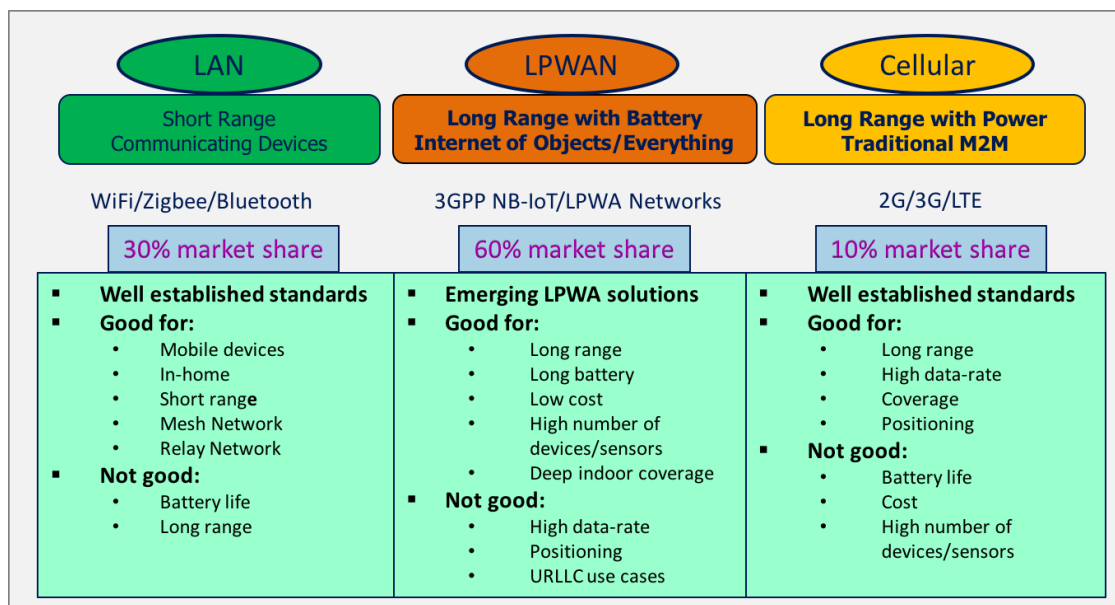 LAN
Short Range
Communicating Devices
WiFi/Zigbee/Bluetooth
30% market share
▪ Well established standards
▪ Good for:
• Mobile devices
• In-home
• Short range
• Mesh Network
• Relay Network
▪ Not good:
• Battery life
• Long range
LPWAN
Long Range with Battery
Internet of Objects/Everything
3GPP NB-IoT/LPWA Networks
60% market share
▪ Emerging LPWA solutions
▪ Good for:
• Long range
• Long battery
• Low cost
• High number of
devices/sensors
• Deep indoor coverage
▪ Not good:
• High data-rate
• Positioning
• URLLC use cases
Cellular
Long Range with Power
Traditional M2M
2G/3G/LTE
10% market share
▪ Well established standards
▪ Good for:
• Long range
• High data-rate
• Coverage
• Positioning
▪ Not good:
• Battery life
• Cost
• High number of
devices/sensors